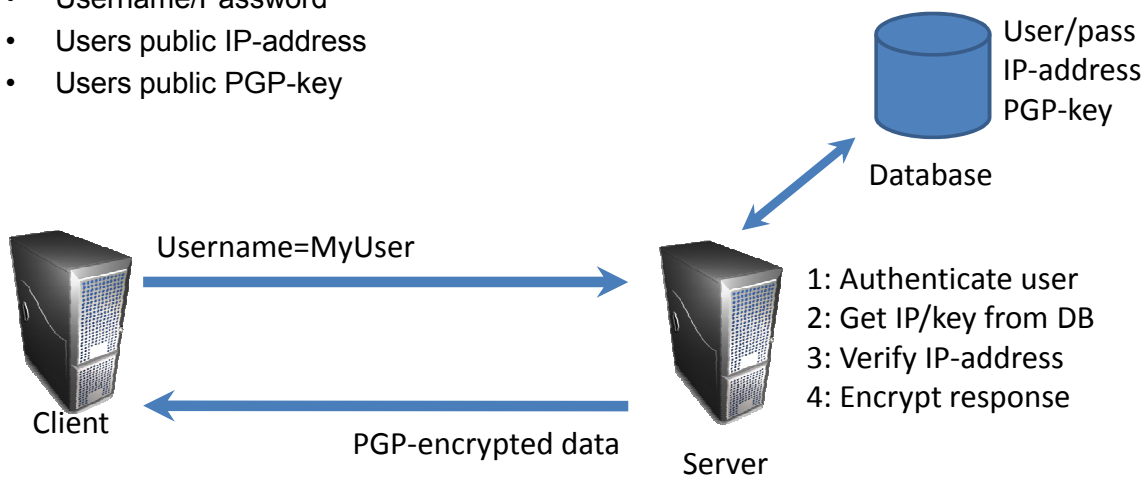 • Username/Password
• Users public IP-address
• Users public PGP-key
User/pass
IP-address
PGP-key
Database
Username=MyUser
1: Authenticate user
2: Get IP/key from DB
3: Verify IP-address
4: Encrypt response
Client
PGP-encrypted data
Server